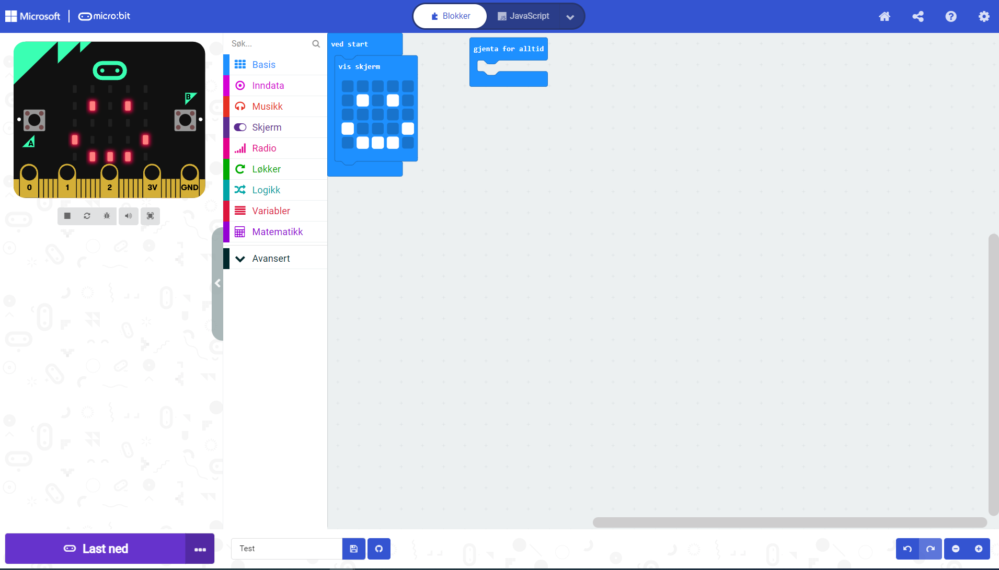 Microsoft
micro:bit
Blokker
JavaScript
B
A
0 1 2 3V GND
Søk...
Basis
Inndata
Musikk
Skjerm
Radio
Løkker
Logikk
Variabler
Matematikk
Avansert
ved start
vis skjerm
gjenta for alltid
Last ned
Test